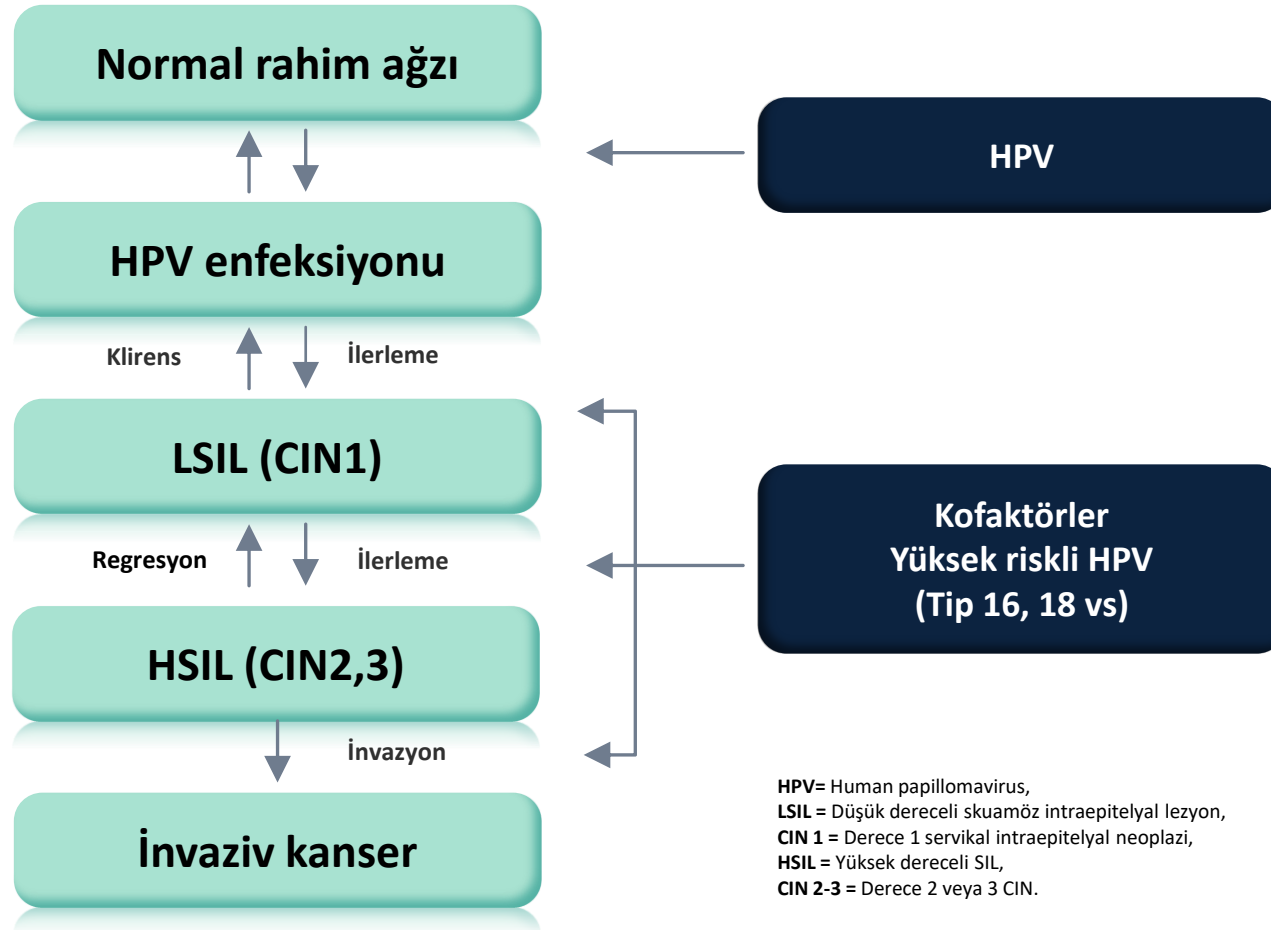 Normal rahim ağzı
HPV
HPV enfeksiyonu
Klirens
İlerleme
LSIL (CIN1)
Regresyon
İlerleme
Kofaktörler
Yüksek riskli HPV
(Tip 16, 18 vs)
HSIL (CIN2,3)
İnvazyon
İnvaziv kanser
HPV= Human papillomavirus,
LSIL = Düşük dereceli skuamöz intraepitelyal lezyon,
CIN 1 = Derece 1 servikal intraepitelyal neoplazi,
HSIL = Yüksek dereceli SIL,
CIN 2-3 = Derece 2 veya 3 CIN.